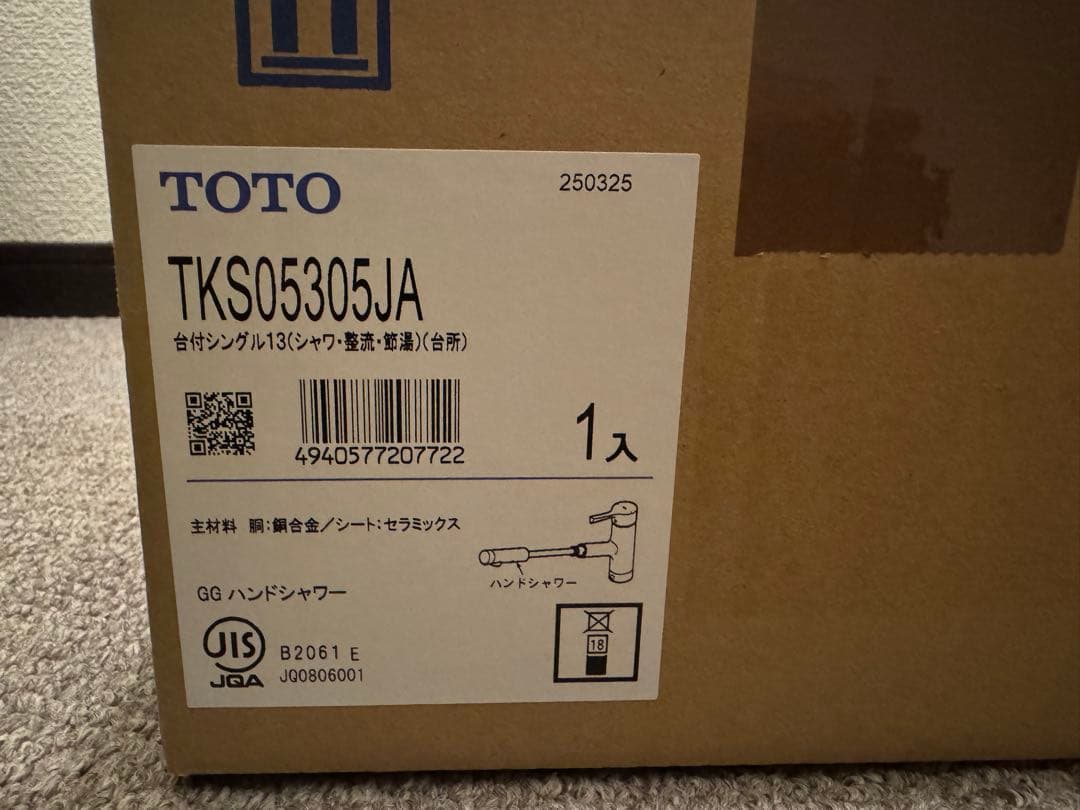 TOTO
250325
TKS05305JA
台付シングル13(シャワ・整流・節湯)(台所)
4940577207722
1入
主材料 胴:銅合金/シート:セラミックス
ハンドシャワー
GG ハンドシャワー
JIS
JQA
B2061 E
JQ0806001
18